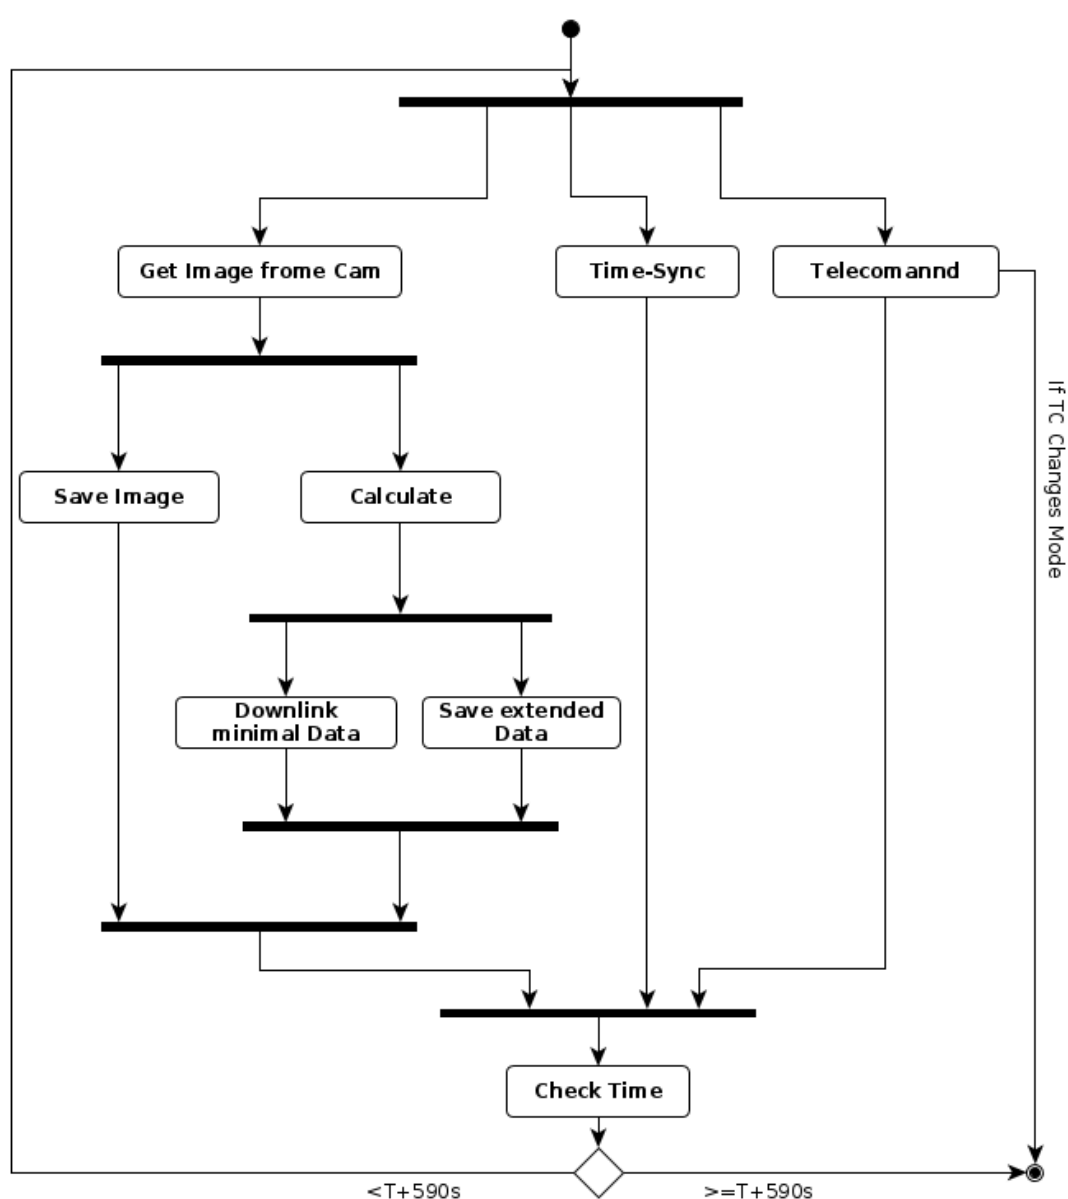 Get Image frome Cam
Time-Sync
Telecomannd
If TC Changes Mode
Save Image
Calculate
Downlink
minimal Data
Save extended
Data
Check Time
<T+590s
>=T+590s